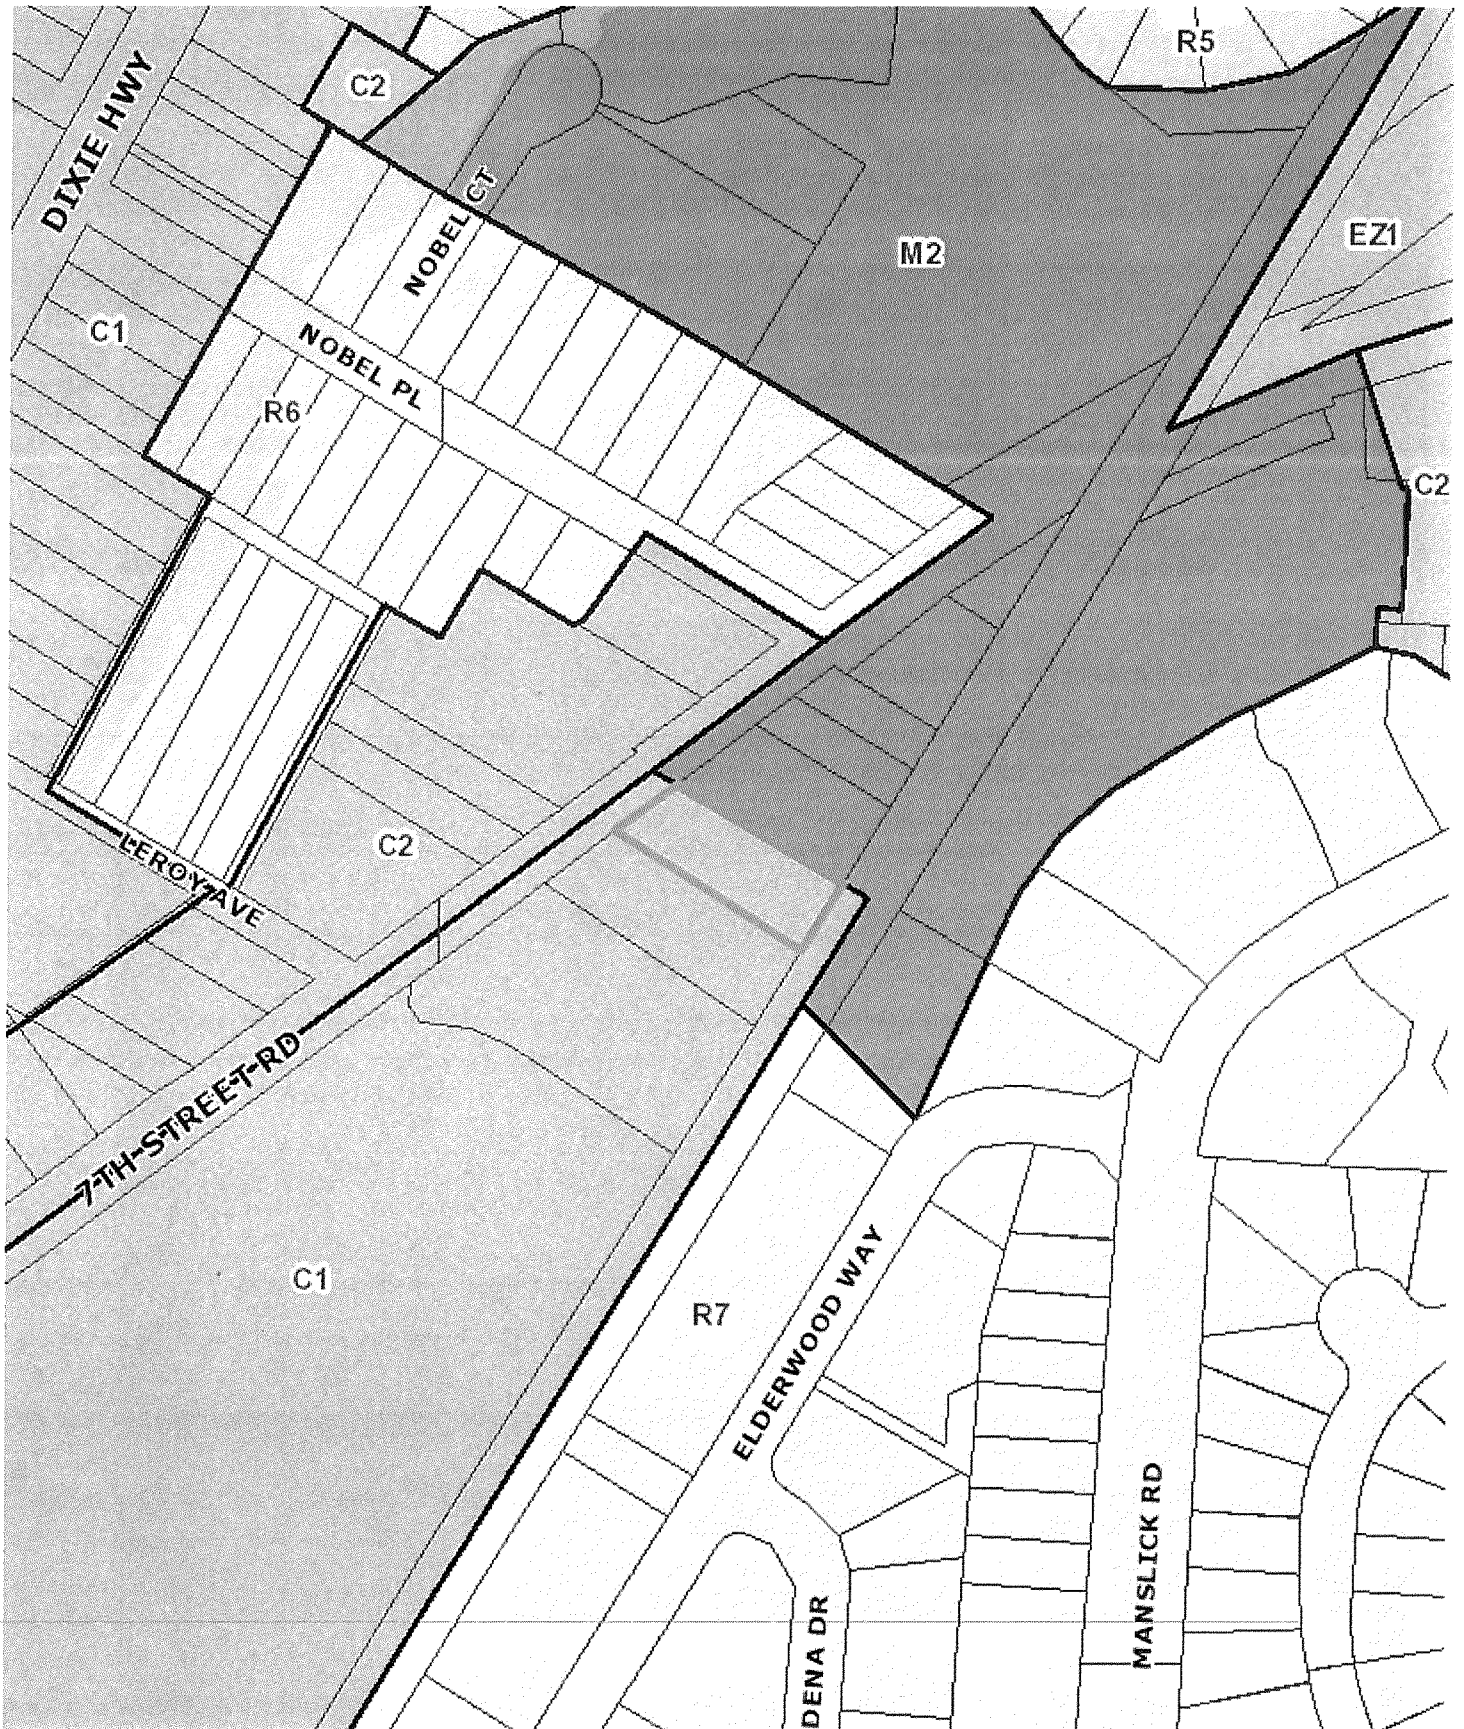 R5
C2
DIXIE HWY
NOBEL CT
EZ1
M2
C1
NOBEL PL
R6
C2
C2
LEROY AVE
7TH STREET RD
C1
R7
ELDERWOOD WAY
MANSLICK RD
DENA DR